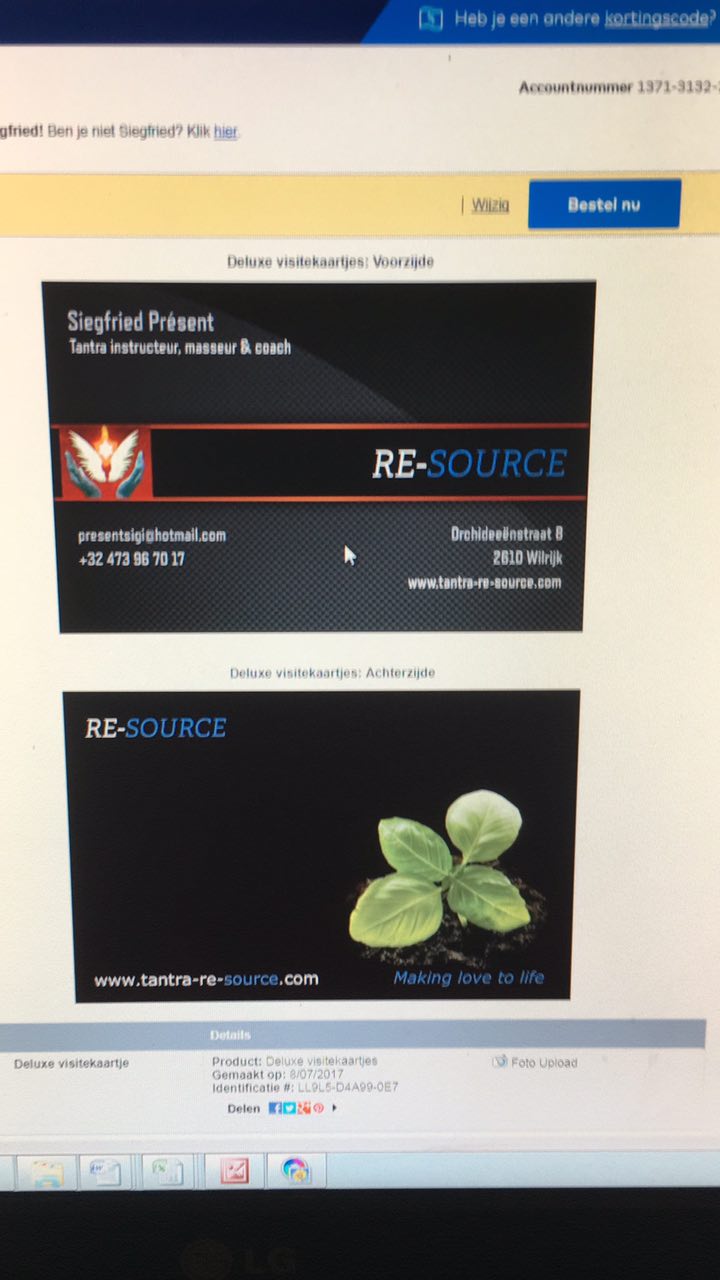 Heb je een andere kortingscode?
Accountnummer 1371-3132-
gfried! Ben je niet Siegfried? Klik hier.
| Wijzig
Bestel nu
Deluxe visitekaartjes: Voorzijde
Siegfried Présent
Tantra instructeur, masseur & coach
RE-SOURCE
presentsigi@hotmail.com
+32 473 96 70 17
Orchideeënstraat 8
2610 Wilrijk
www.tantra-re-source.com
Deluxe visitekaartjes: Achterzijde
RE-SOURCE
www.tantra-re-source.com
Making love to life
Details
Deluxe visitekaartje
Product: Deluxe visitekaartjes
Gemaakt op: 8/07/2017
Identificatie #: LL9L5-D4A99-0E7
Foto Upload
Delen
LG